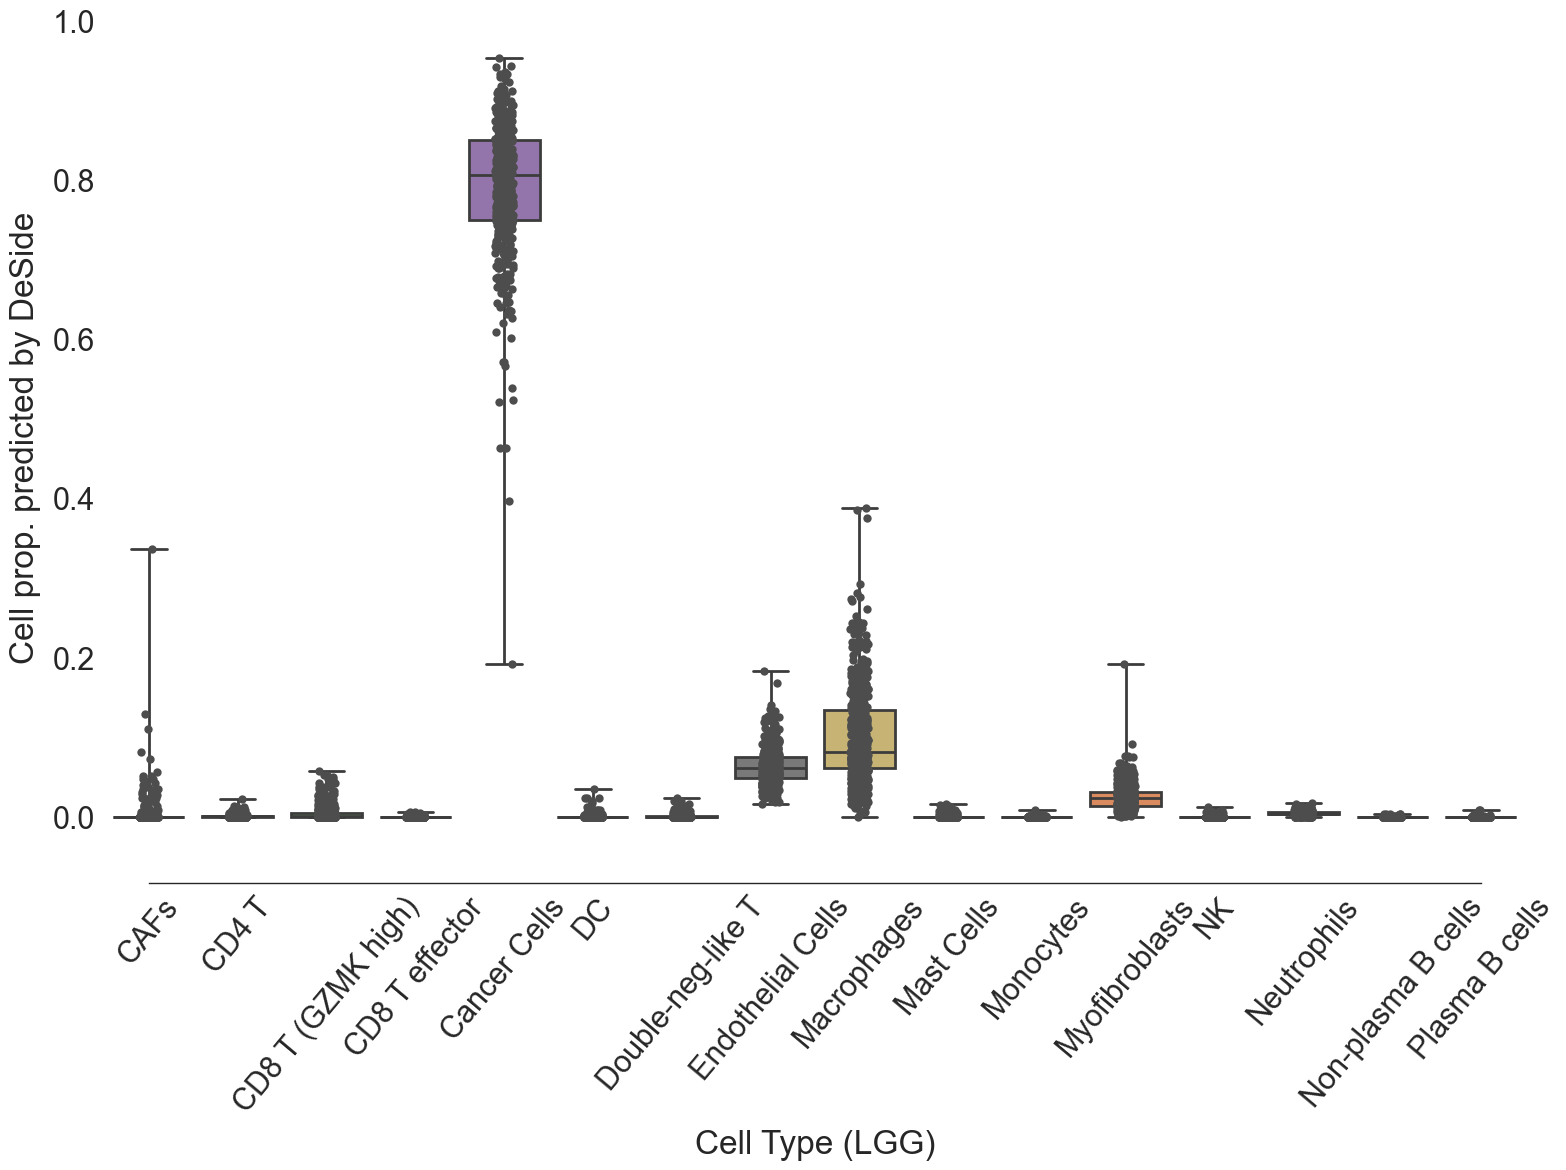 1.0
0.8
0.6
0.4
0.2
0.0
Cell prop. predicted by DeSide
CAFs
CD4 T
CD8 T (GZMK high)
CD8 T effector
Cancer Cells
DC
Double-neg-like T
Endothelial Cells
Macrophages
Mast Cells
Monocytes
Myofibroblasts
NK
Neutrophils
Non-plasma B cells
Plasma B cells
Cell Type (LGG)